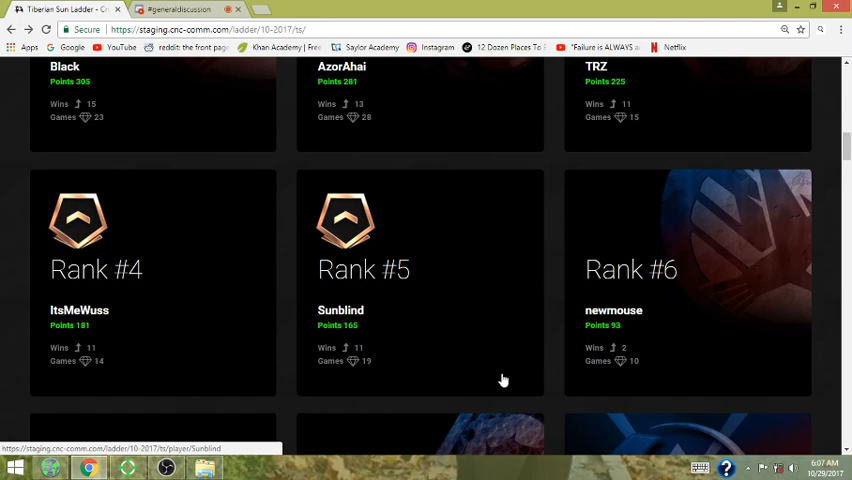 Tiberian Sun Ladder - Cn
#generaldiscussion
Secure https://staging.cnc-comm.com/ladder/10-2017/ts/
Apps Google YouTube reddit: the front page Khan Academy | Fre Saylor Academy Instagram 12 Dozen Places To E "Failure is ALWAYS a Netflix
Black AzorAhai TRZ
Points 305 Points 281 Points 225
Wins 15 Wins 13 Wins 11
Games 23 Games 28 Games 15
Rank #4 Rank #5 Rank #6
ItsMeWuss Sunblind newmouse
Points 181 Points 165 Points 93
Wins 11 Wins 11 Wins 2
Games 14 Games 19 Games 10
https://staging.cnc-comm.com/ladder/10-2017/ts/player/Sunblind
6:07 AM
10/29/2017